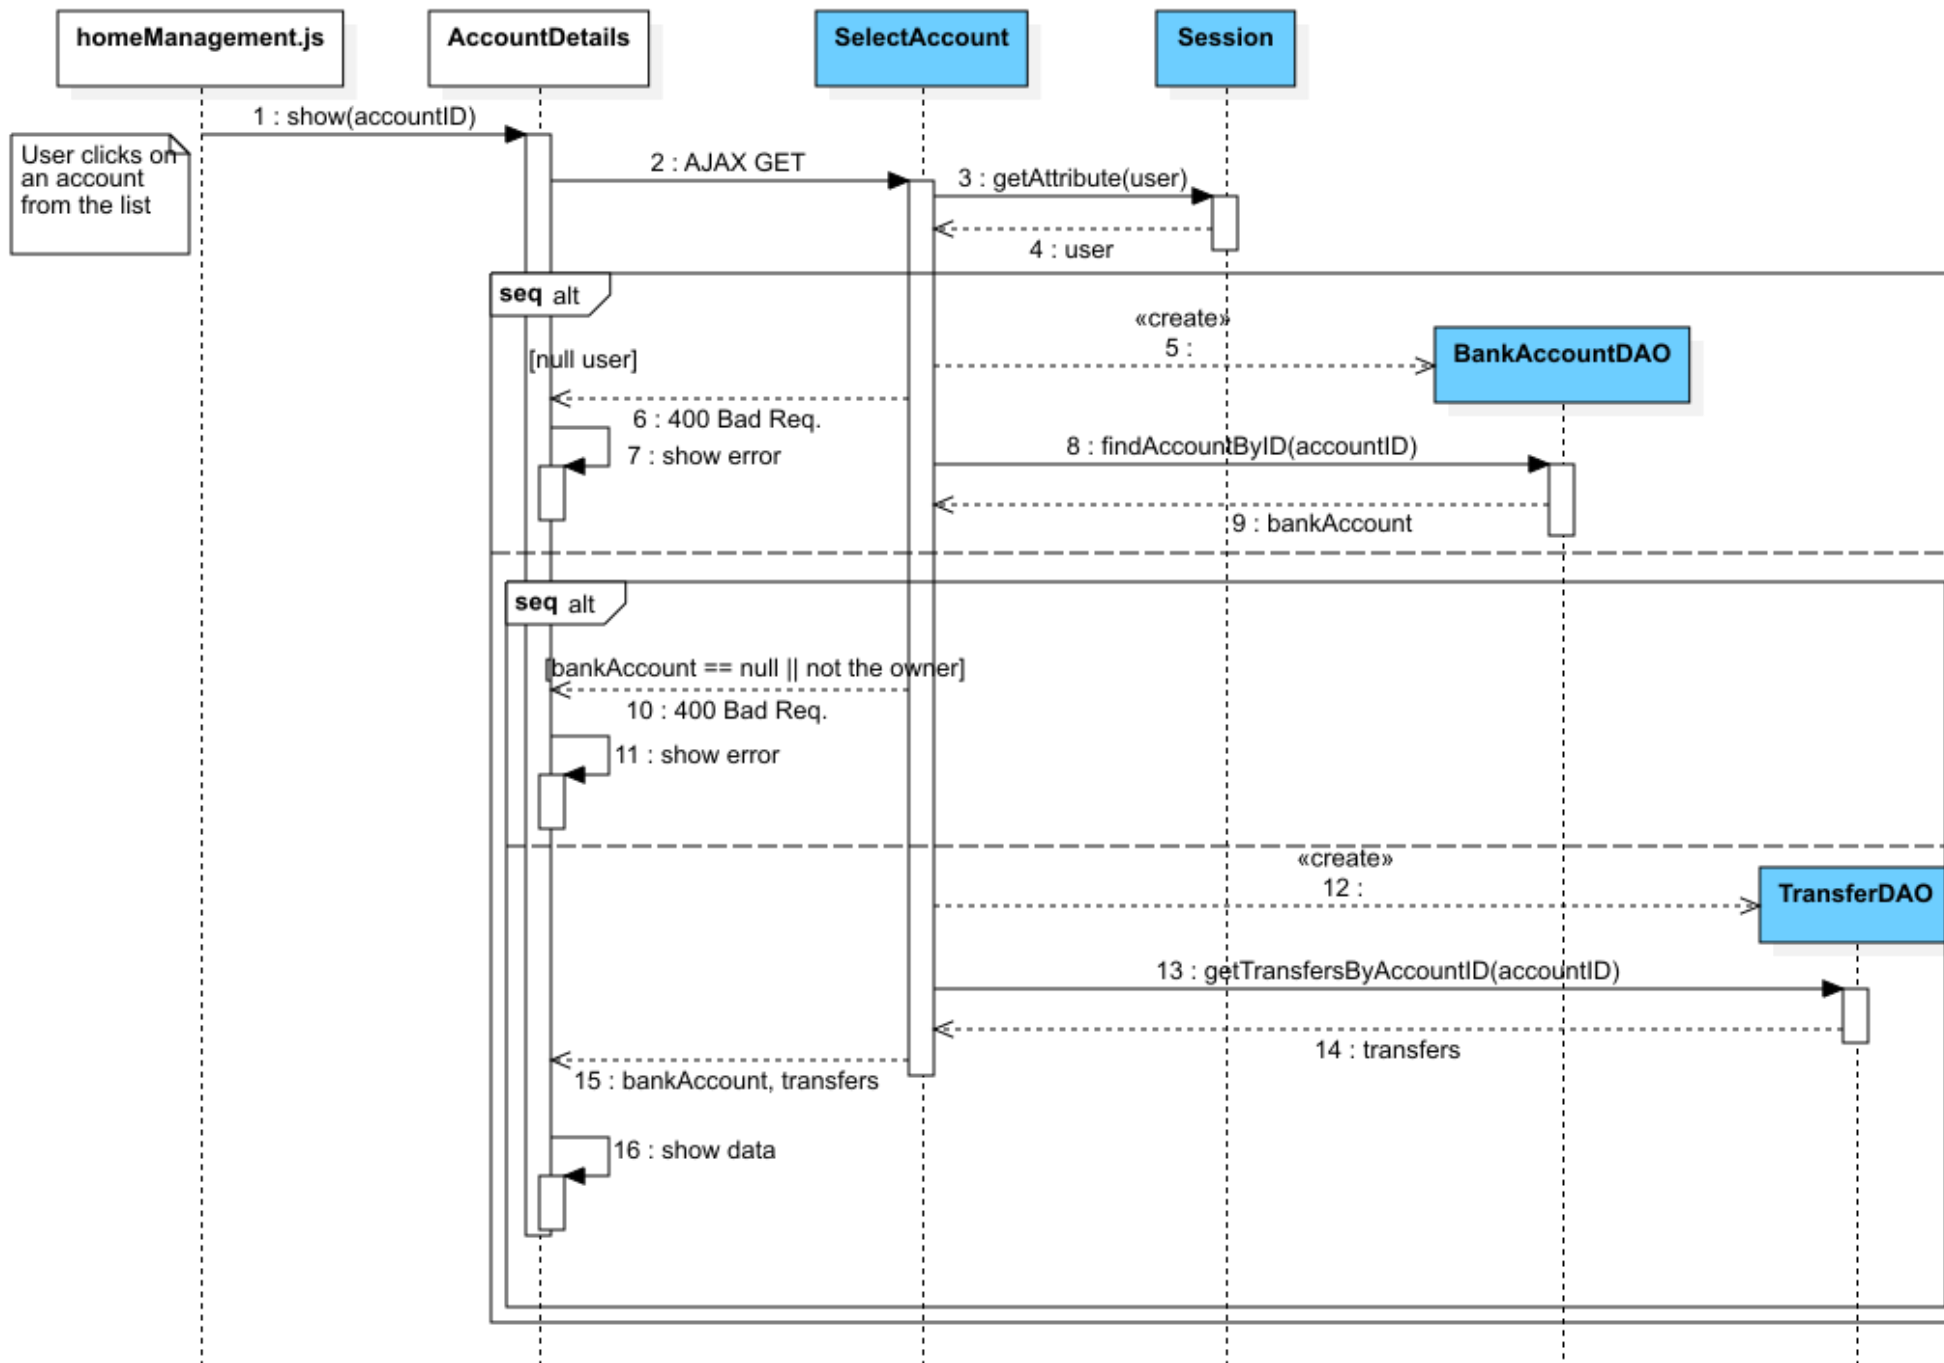 homeManagement.js
AccountDetails
SelectAccount
Session
1 : show(accountID)
User clicks on
an account
from the list
2 : AJAX GET
3 : getAttribute(user)
4 : user
seq alt
«create»
5 :
BankAccountDAO
[null user]
6 : 400 Bad Req.
7 : show error
8 : findAccountByID(accountID)
9 : bankAccount
seq alt
[bankAccount == null || not the owner]
10 : 400 Bad Req.
11 : show error
«create»
12 :
TransferDAO
13 : getTransfersByAccountID(accountID)
14 : transfers
15 : bankAccount, transfers
16 : show data